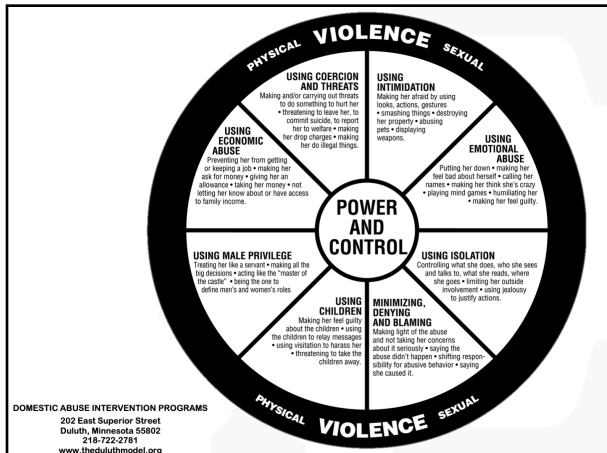 PHYSICAL VIOLENCE SEXUAL
USING COERCION
AND THREATS
Making and/or carrying out threats
to do something to hurt her
• threatening to leave her, to
commit suicide, to report
her to welfare • making
her drop charges • making
her do illegal things.
USING
INTIMIDATION
Making her afraid by using
looks, actions, gestures
• smashing things • destroying
her property • abusing
pets • displaying
weapons.
USING
EMOTIONAL
ABUSE
Putting her down • making her
feel bad about herself • calling her
names • making her think she's crazy
• playing mind games • humiliating her
• making her feel guilty.
USING ISOLATION
Controlling what she does, who she sees
and talks to, what she reads, where
she goes • limiting her outside
involvement • using jealousy
to justify actions.
MINIMIZING,
DENYING
AND BLAMING
Making light of the abuse
and not taking her concerns
about it seriously • saying the
abuse didn't happen • shifting respon-
sibility for abusive behavior • saying
she caused it.
USING
CHILDREN
Making her feel guilty
about the children • using
the children to relay messages
• using visitation to harass her
• threatening to take the
children away.
USING MALE PRIVILEGE
Treating her like a servant • making all the
big decisions • acting like the "master of
the castle" • being the one to
define men's and women's roles
USING
ECONOMIC
ABUSE
Preventing her from getting
or keeping a job • making her
ask for money • giving her an
allowance • taking her money • not
letting her know about or have access
to family income.
POWER
AND
CONTROL
PHYSICAL VIOLENCE SEXUAL
DOMESTIC ABUSE INTERVENTION PROGRAMS
202 East Superior Street
Duluth, Minnesota 55802
218-722-2781
www.theduluthmodel.org